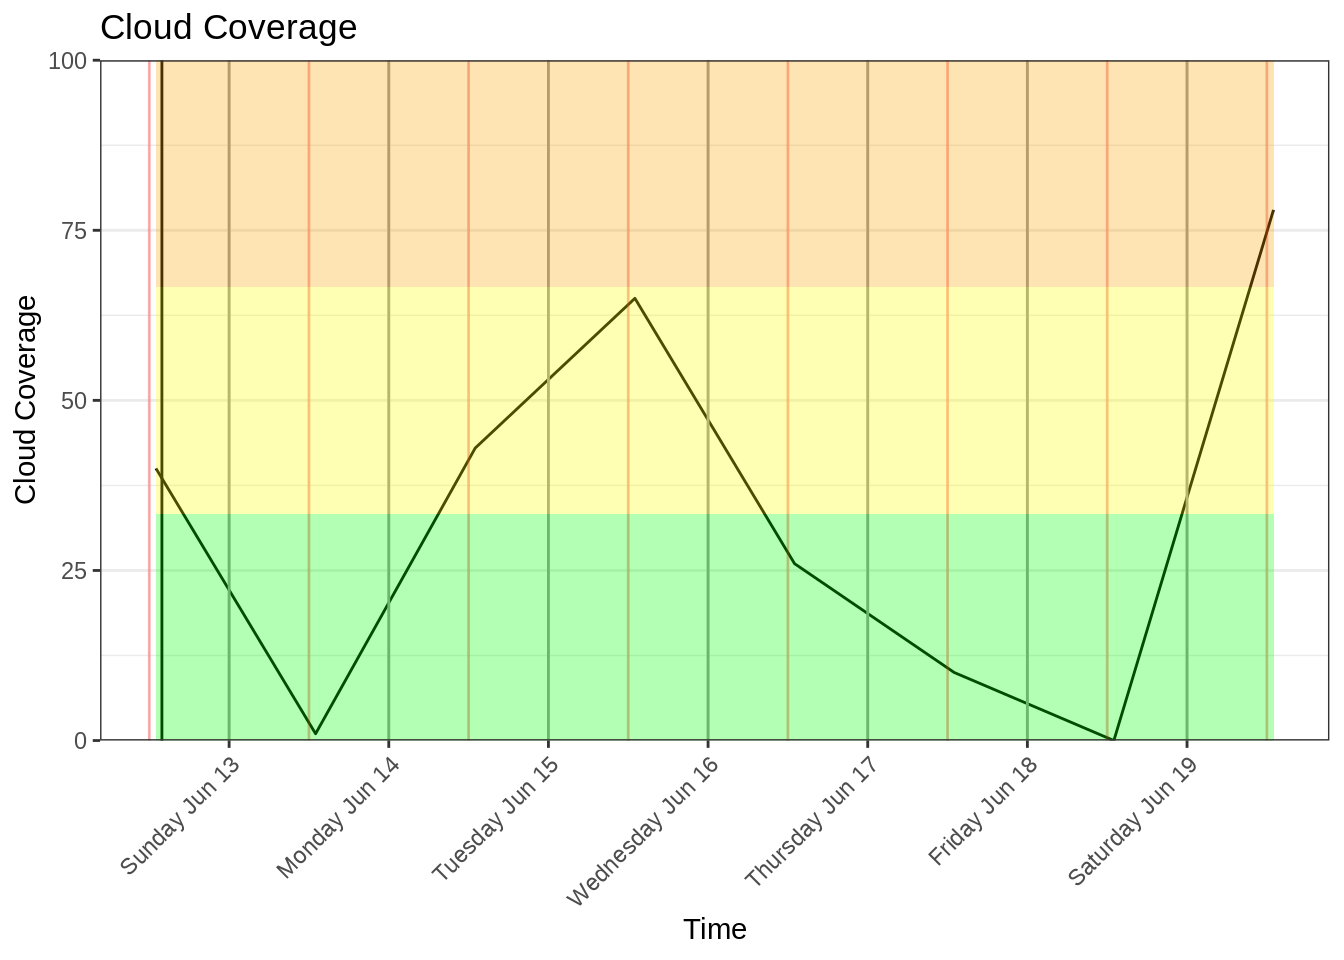 Cloud Coverage
100
75
50
25
0
Cloud Coverage
Sunday Jun 13
Monday Jun 14
Tuesday Jun 15
Wednesday Jun 16
Thursday Jun 17
Friday Jun 18
Saturday Jun 19
Time